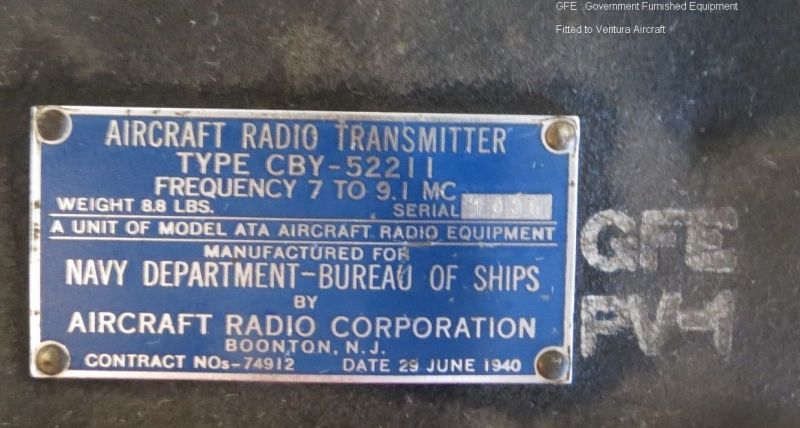 GFE : Government Furnished Equipment
Fitted to Ventura Aircraft
AIRCRAFT RADIO TRANSMITTER
TYPE CBY-52211
FREQUENCY 7 TO 9.1 MC
WEIGHT 8.8 LBS. SERIAL
A UNIT OF MODEL ATA AIRCRAFT RADIO EQUIPMENT
MANUFACTURED FOR
NAVY DEPARTMENT-BUREAU OF SHIPS
BY
AIRCRAFT RADIO CORPORATION
BOONTON, N.J.
CONTRACT NOs-74912 DATE 29 JUNE 1940
GFE
PV-1